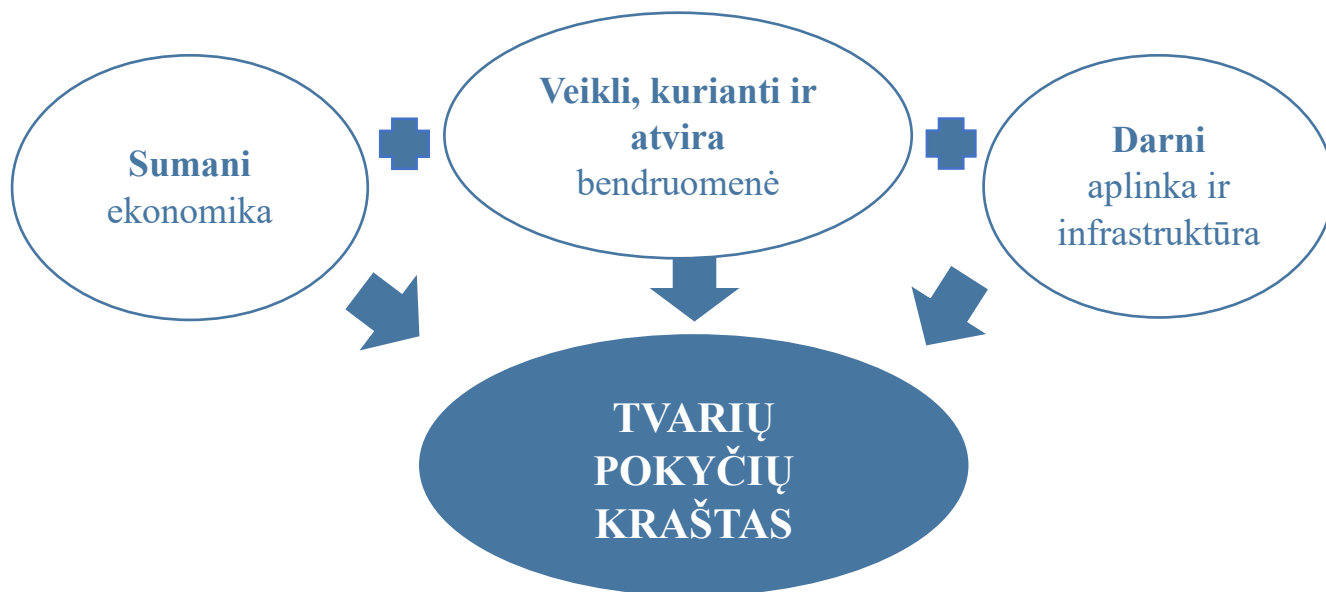 Sumani
ekonomika
Veikli, kurianti ir
atvira
bendruomenė
Darni
aplinka ir
infrastruktūra
TVARIŲ
POKYČIŲ
KRAŠTAS